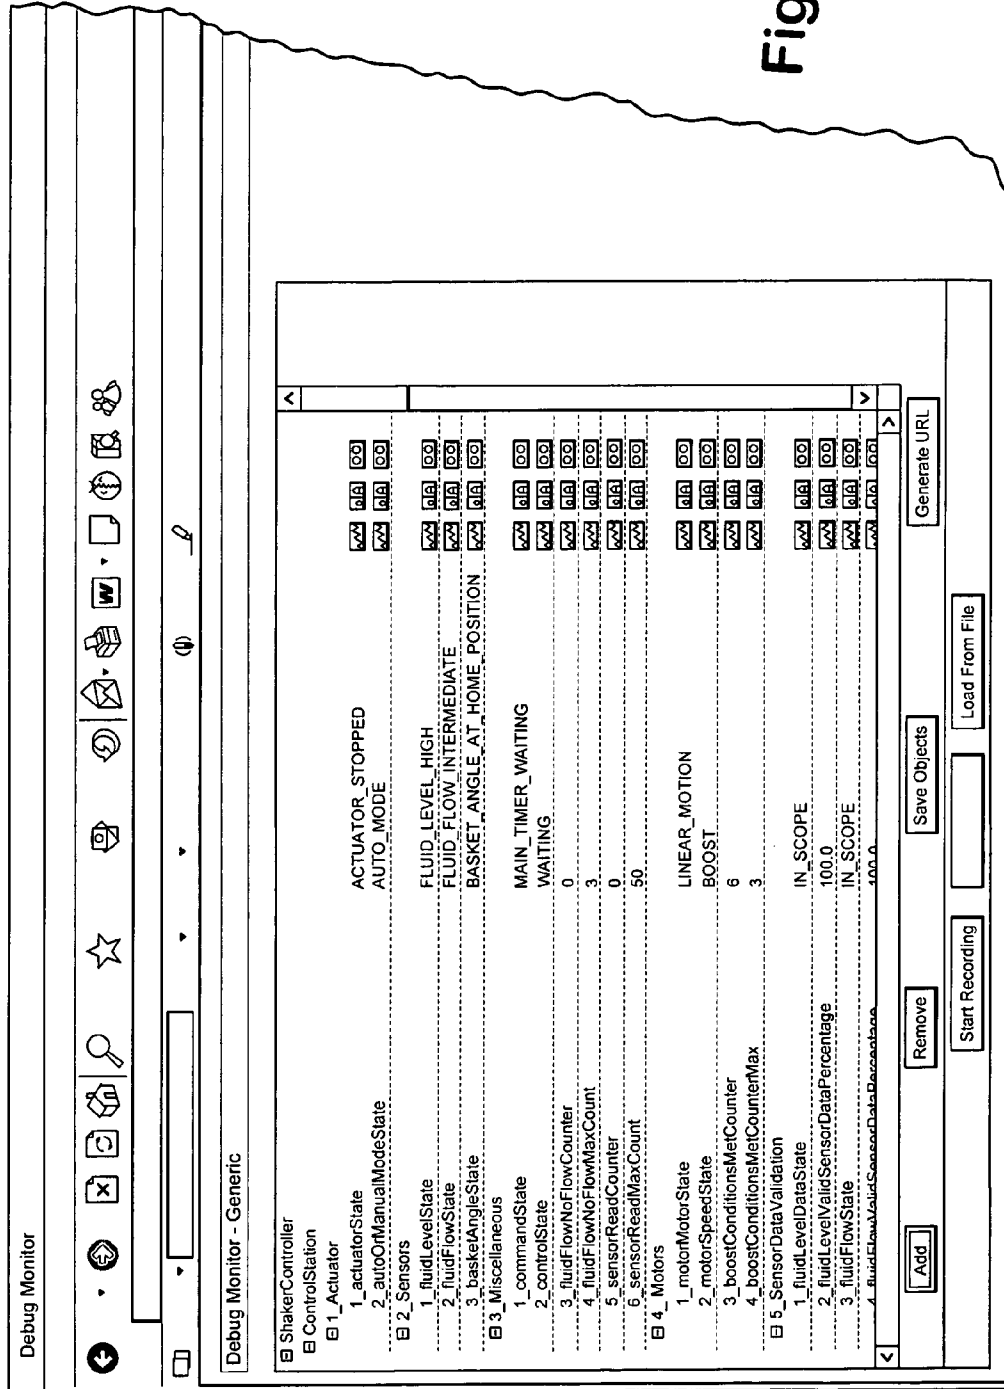 Debug Monitor
W
Debug Monitor - Generic
ShakerController
ControlStation
1_Actuator
1_actuatorState ACTUATOR_STOPPED
2_autoOrManualModeState AUTO_MODE
2_Sensors
1_fluidLevelState FLUID_LEVEL_HIGH
2_fluidFlowState FLUID_FLOW_INTERMEDIATE
3_basketAngleState BASKET_ANGLE_AT_HOME_POSITION
3_Miscellaneous
1_commandState MAIN_TIMER_WAITING
2_controlState WAITING
3_fluidFlowNoFlowCounter 0
4_fluidFlowNoFlowMaxCount 3
5_sensorReadCounter 0
6_sensorReadMaxCount 50
4_Motors
1_motorMotorState LINEAR_MOTION
2_motorSpeedState BOOST
3_boostConditionsMetCounter 6
4_boostConditionsMetCounterMax 3
5_SensorDataValidation
1_fluidLevelDataState IN_SCOPE
2_fluidLevelValidSensorDataPercentage 100.0
3_fluidFlowState IN_SCOPE
4_fluidFlowValidSensorDataPercentage 100.0
Add Remove Save Objects Generate URL
Start Recording Load From File
Fig